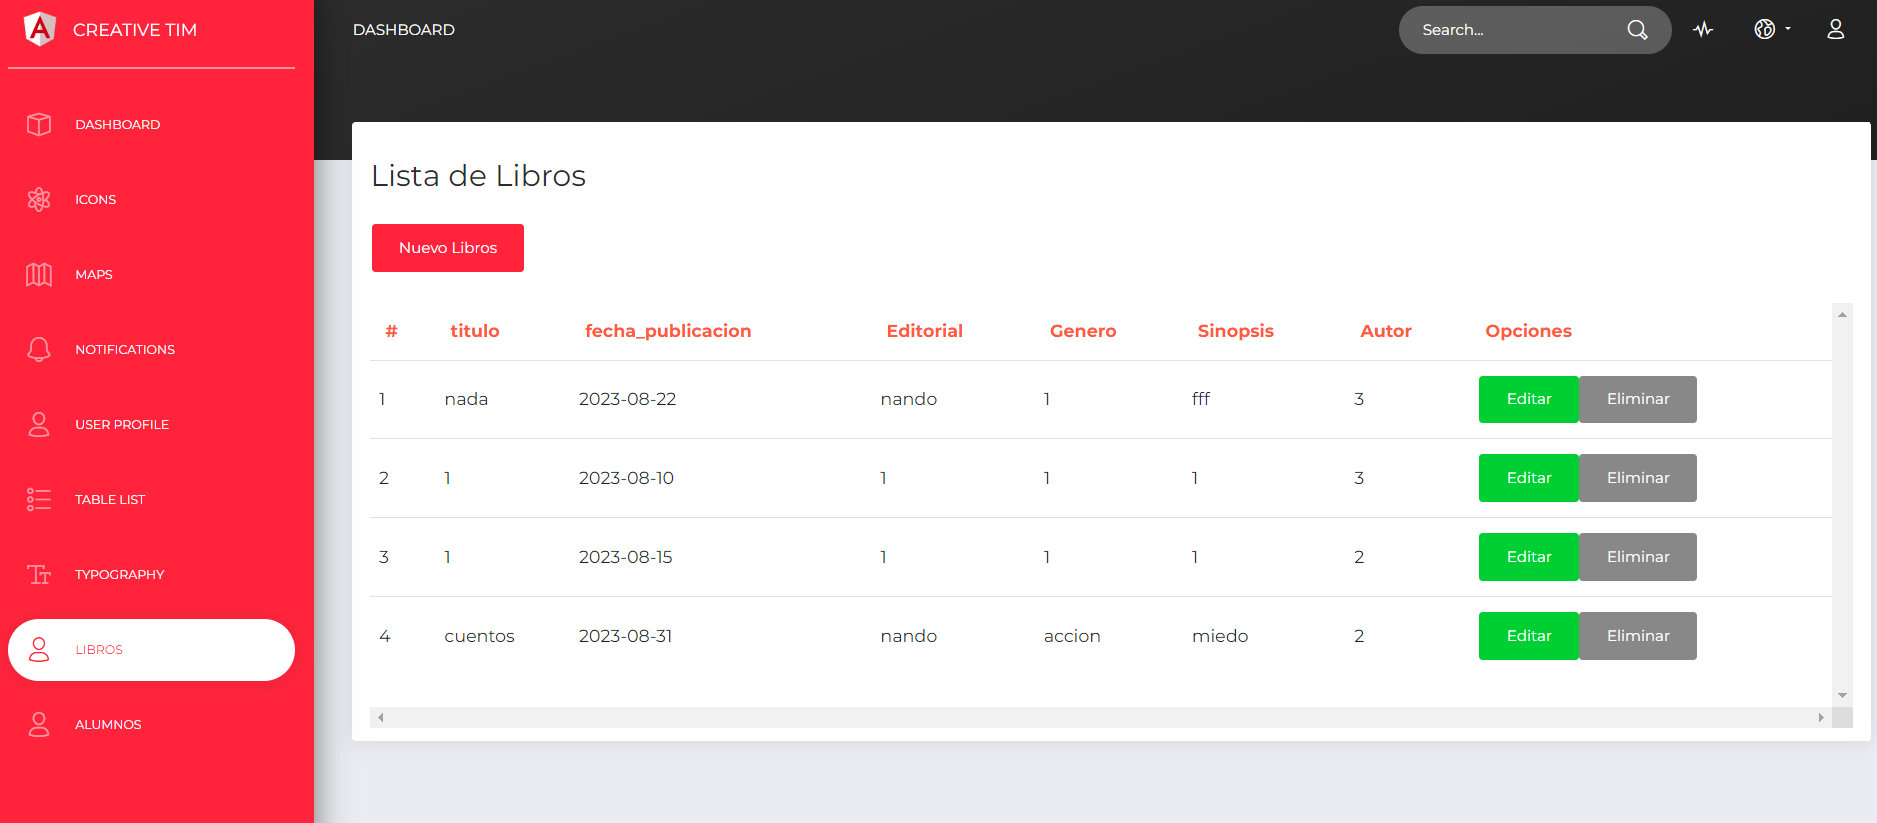 CREATIVE TIM
DASHBOARD
ICONS
MAPS
NOTIFICATIONS
USER PROFILE
TABLE LIST
TYPOGRAPHY
LIBROS
ALUMNOS
DASHBOARD
Search...
Lista de Libros
Nuevo Libros
# titulo fecha_publicacion Editorial Genero Sinopsis Autor Opciones
1 nada 2023-08-22 nando 1 fff 3 Editar Eliminar
2 1 2023-08-10 1 1 1 3 Editar Eliminar
3 1 2023-08-15 1 1 1 2 Editar Eliminar
4 cuentos 2023-08-31 nando accion miedo 2 Editar Eliminar